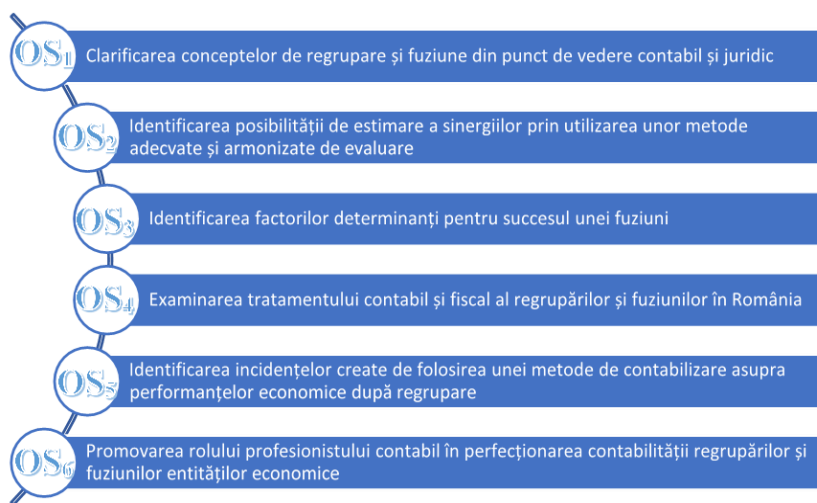 OS1 Clarificarea conceptelor de regrupare și fuziune din punct de vedere contabil și juridic
OS2 Identificarea posibilității de estimare a sinergiilor prin utilizarea unor metode
adecvate și armonizate de evaluare
OS3 Identificarea factorilor determinanți pentru succesul unei fuziuni
OS4 Examinarea tratamentului contabil și fiscal al regrupărilor și fuziunilor în România
OS5 Identificarea incidențelor create de folosirea unei metode de contabilizare asupra
performanțelor economice după regrupare
OS6 Promovarea rolului profesionistului contabil în perfecționarea contabilității regrupărilor și
fuziunilor entităților economice